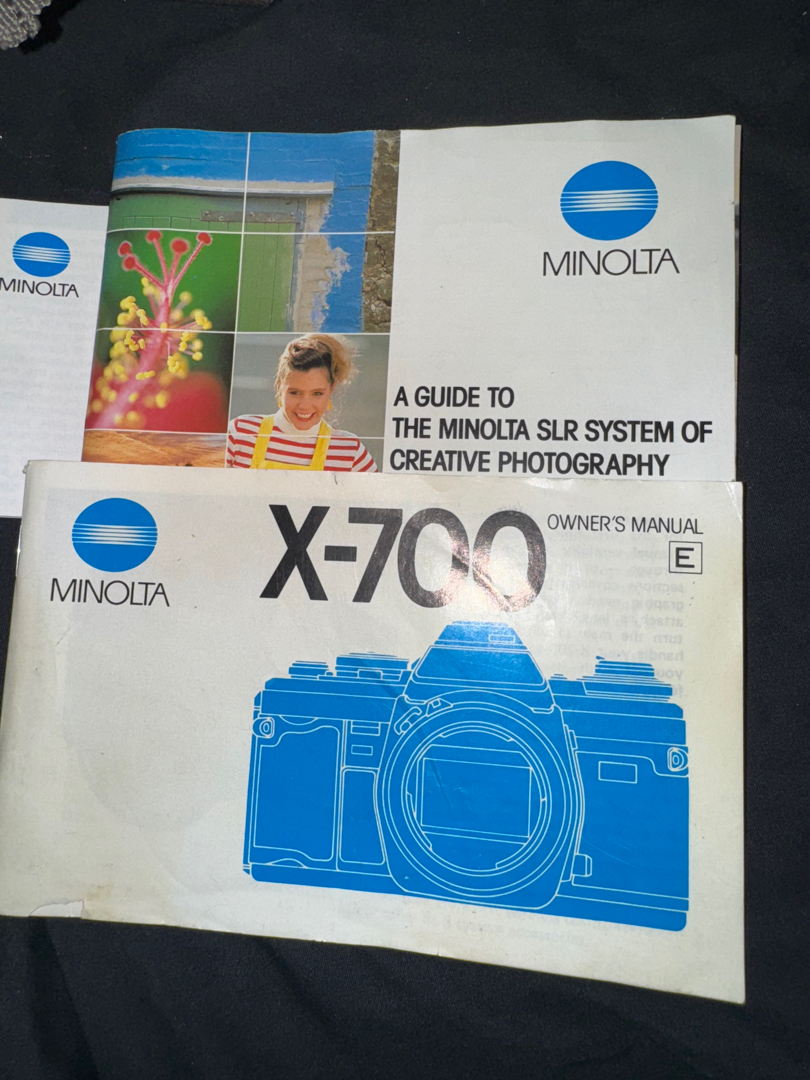 MINOLTA
MINOLTA
A GUIDE TO
THE MINOLTA SLR SYSTEM OF
CREATIVE PHOTOGRAPHY
MINOLTA
X-700
OWNER'S MANUAL
E